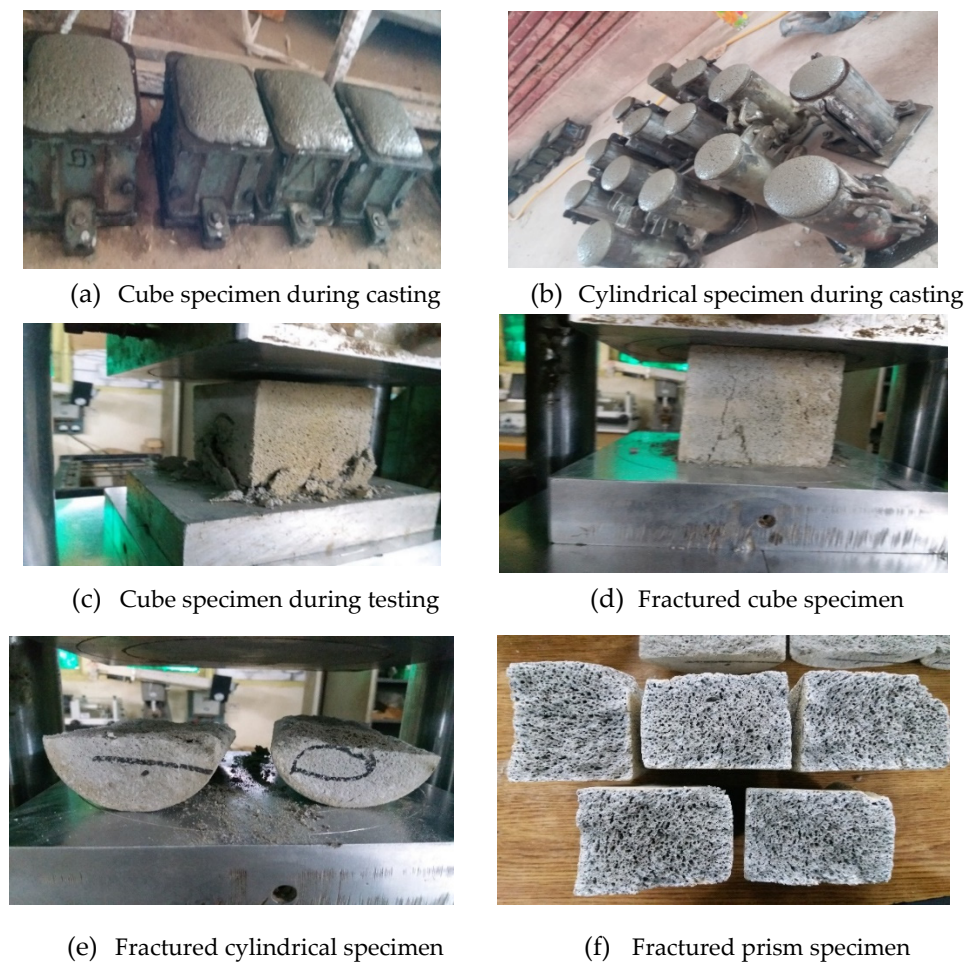 (a) Cube specimen during casting
(b) Cylindrical specimen during casting
(c) Cube specimen during testing
(d) Fractured cube specimen
(e) Fractured cylindrical specimen
(f) Fractured prism specimen